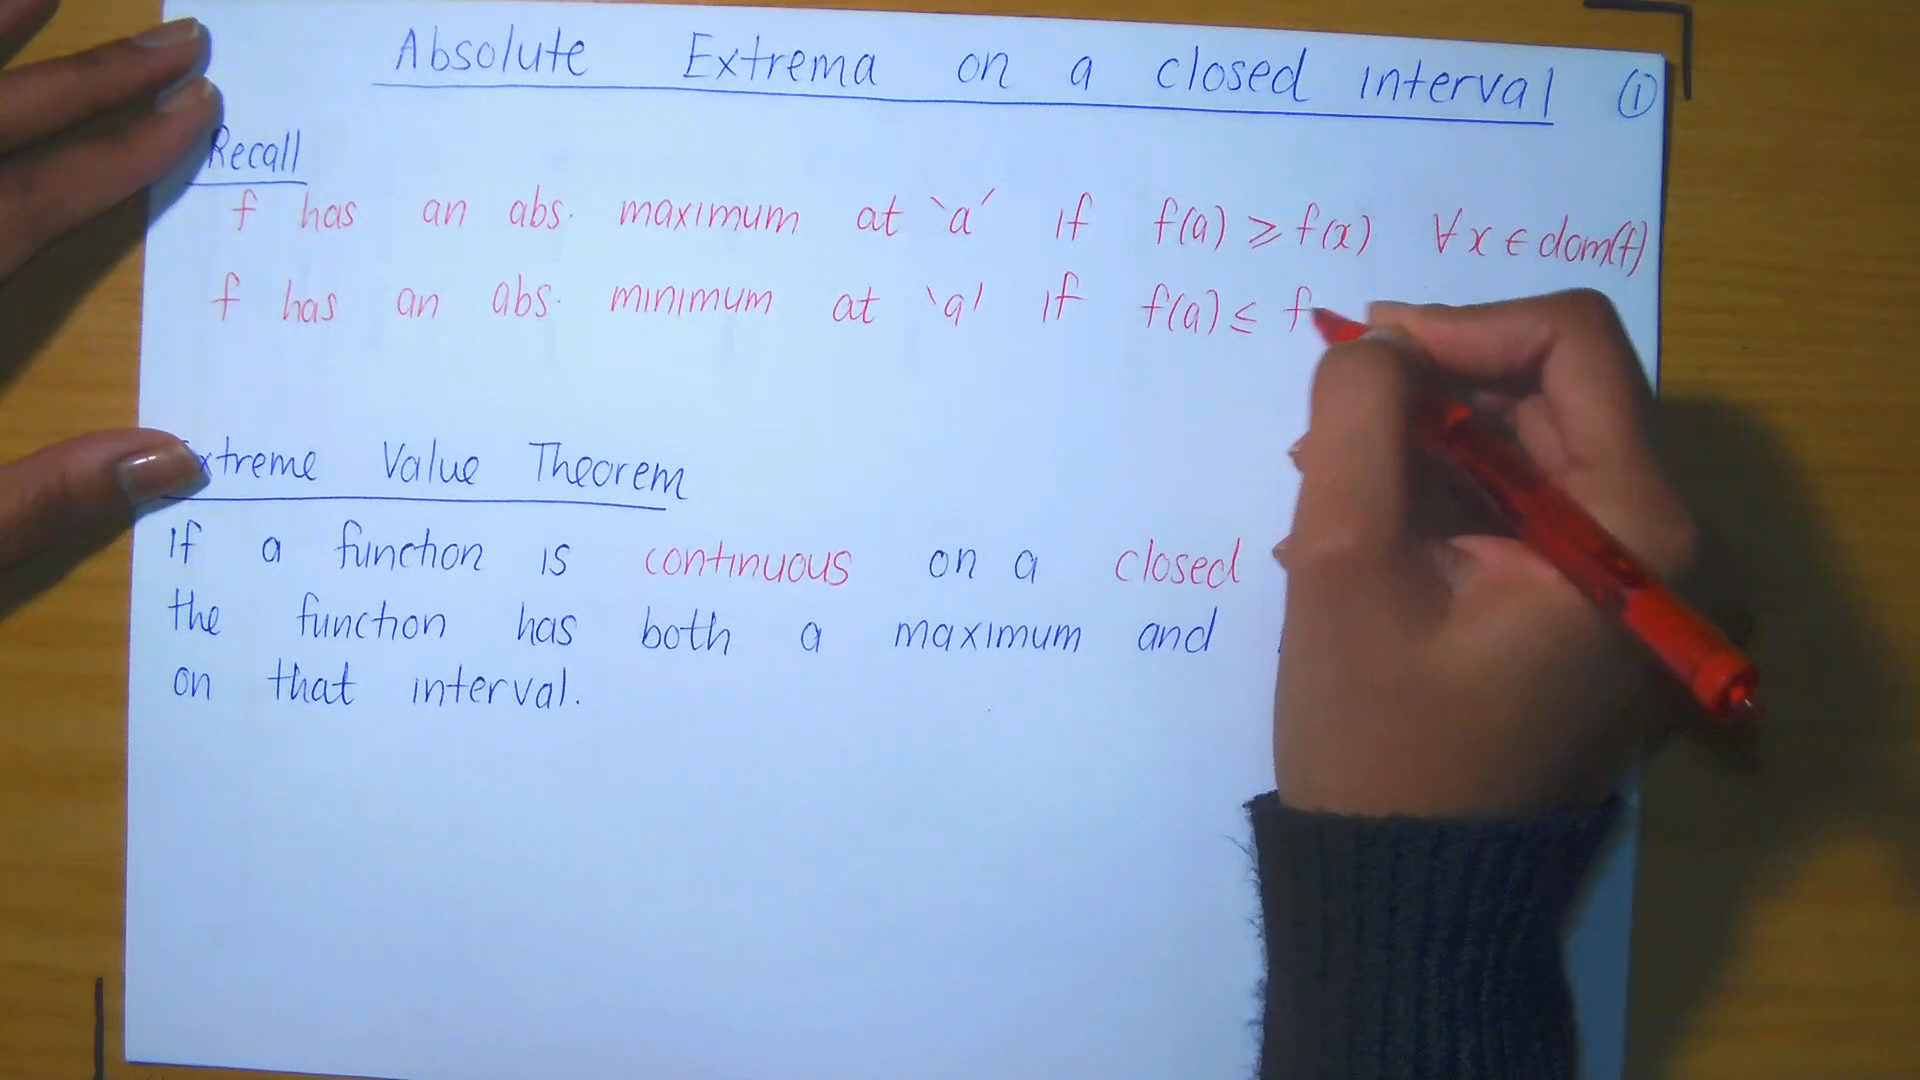 Absolute Extrema on a closed interval ①
Recall
f has an abs. maximum at `a´ if f(a) ⩾ f(x) ∀x ∈ dom(f)
f has an abs. minimum at `a' if f(a) ≤ f
xtreme Value Theorem
If a function is continuous on a closed
the function has both a maximum and
on that interval.